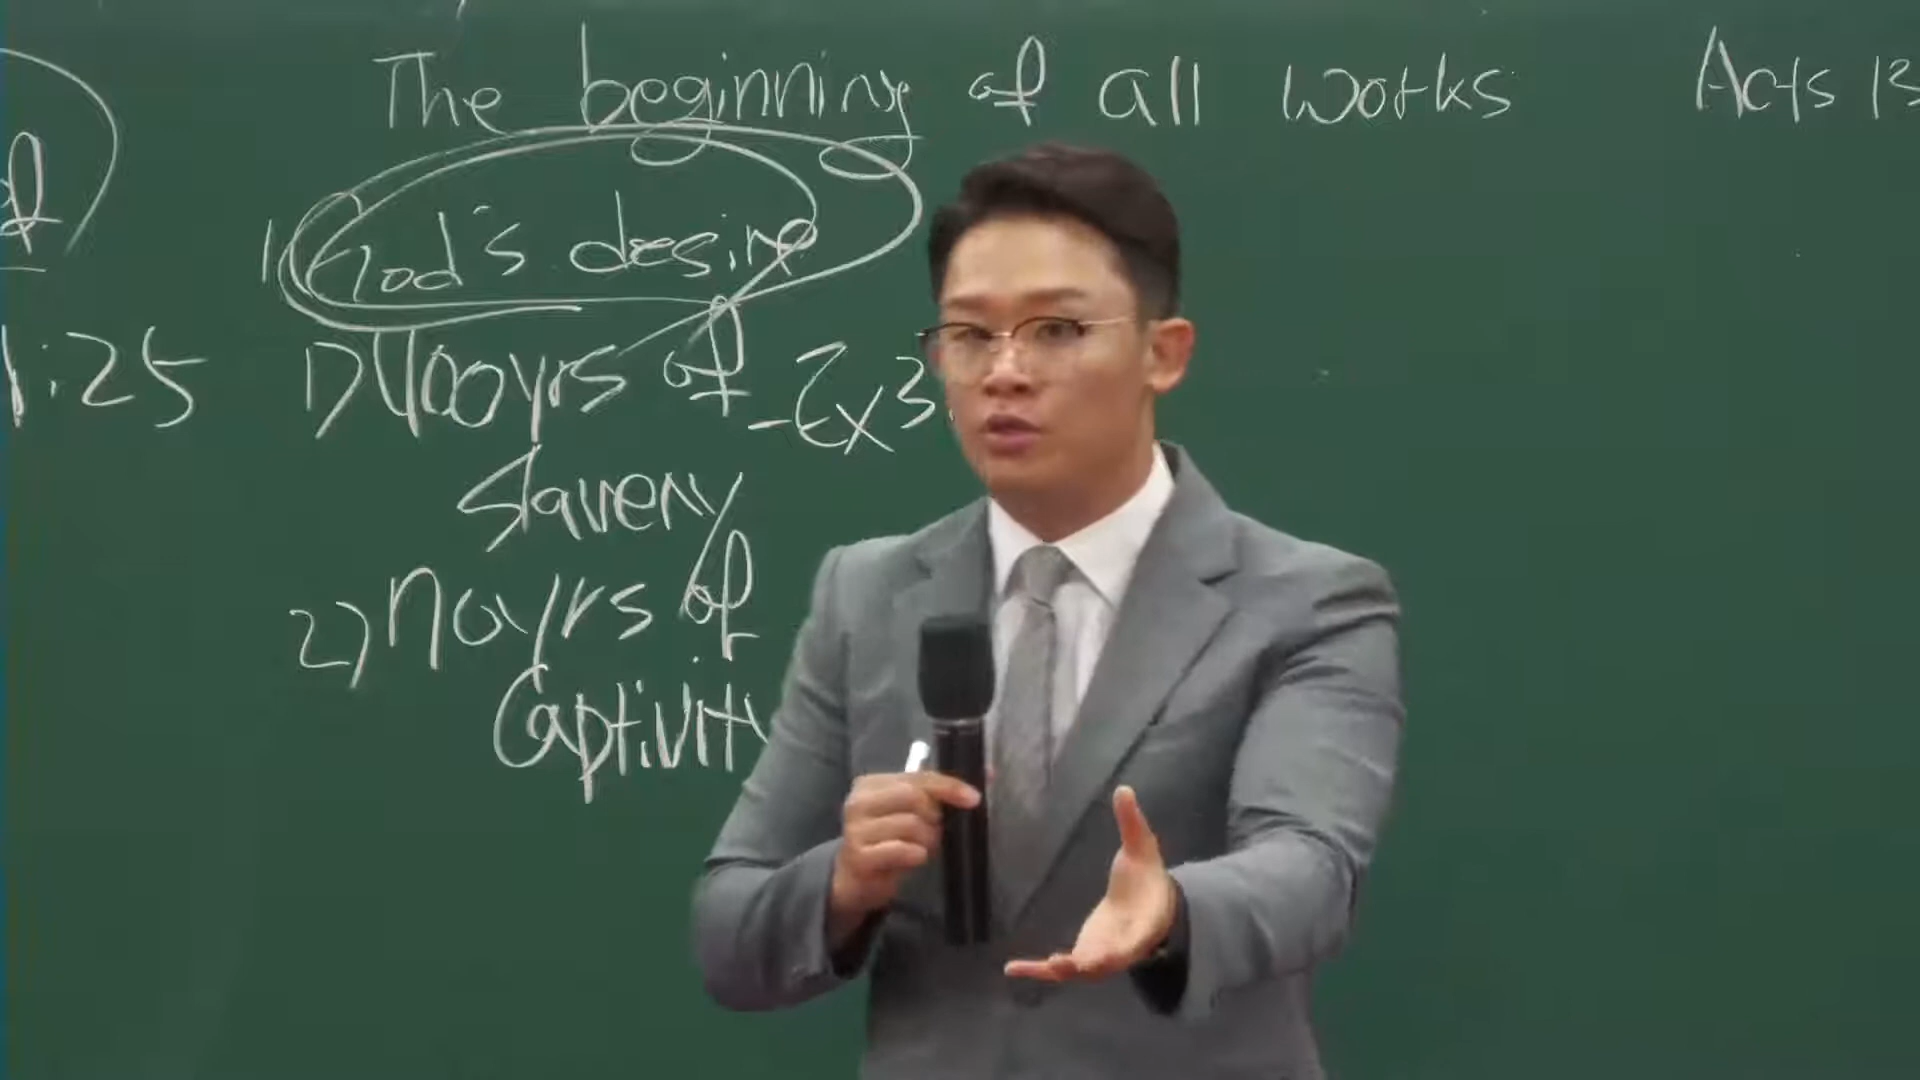 The beginning of all works
Acts 13
1 God's desire
1:25
1) 400yrs of - Ex 3
Slavery
2) 70yrs of
Captivity